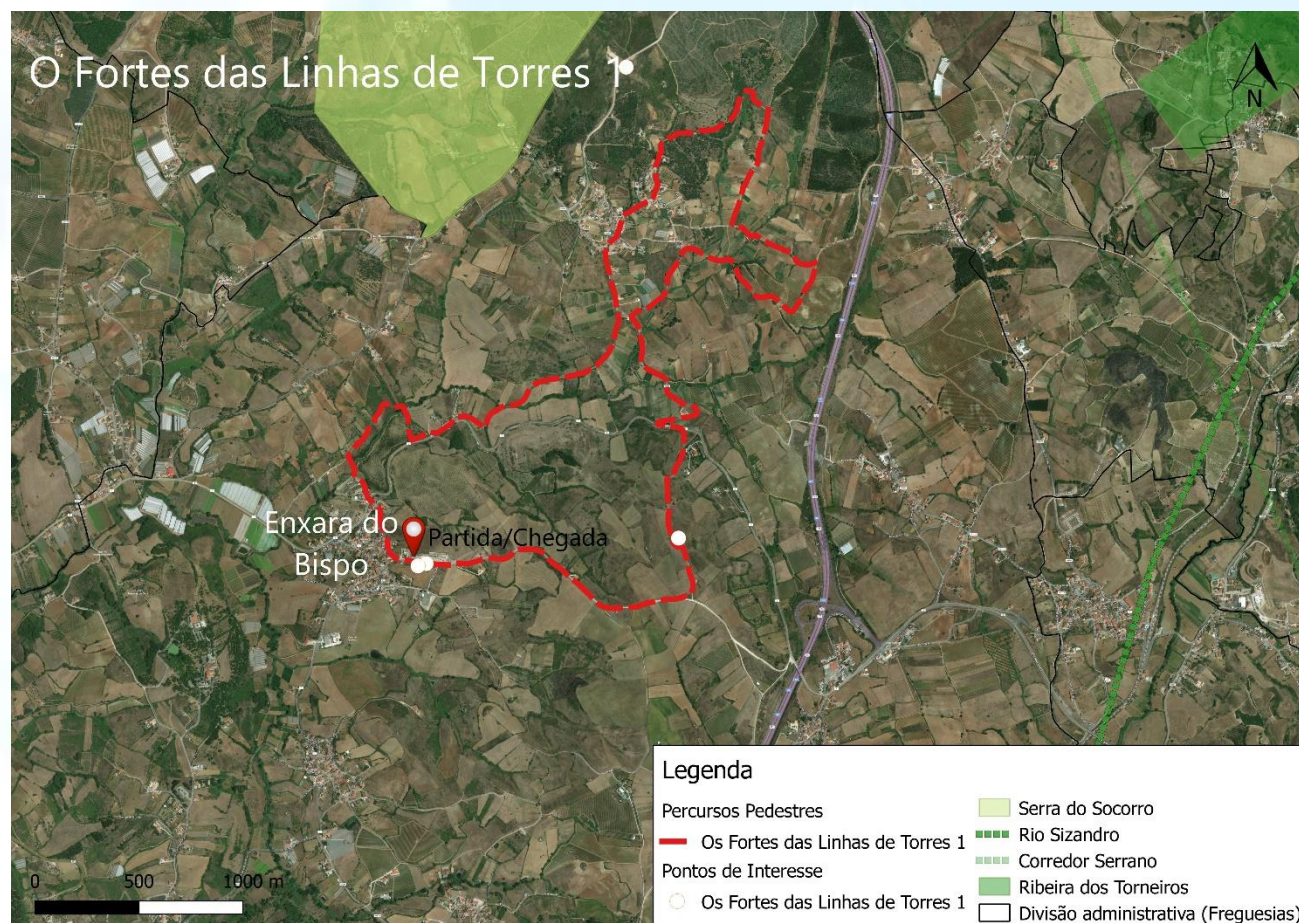 O Fortes das Linhas de Torres 1
N
Enxara do
Bispo
Partida/Chegada
Legenda
Percursos Pedestres
Os Fortes das Linhas de Torres 1
Pontos de Interesse
Os Fortes das Linhas de Torres 1
Serra do Socorro
Rio Sizandro
Corredor Serrano
Ribeira dos Torneiros
Divisão administrativa (Freguesias)
0 500 1000 m